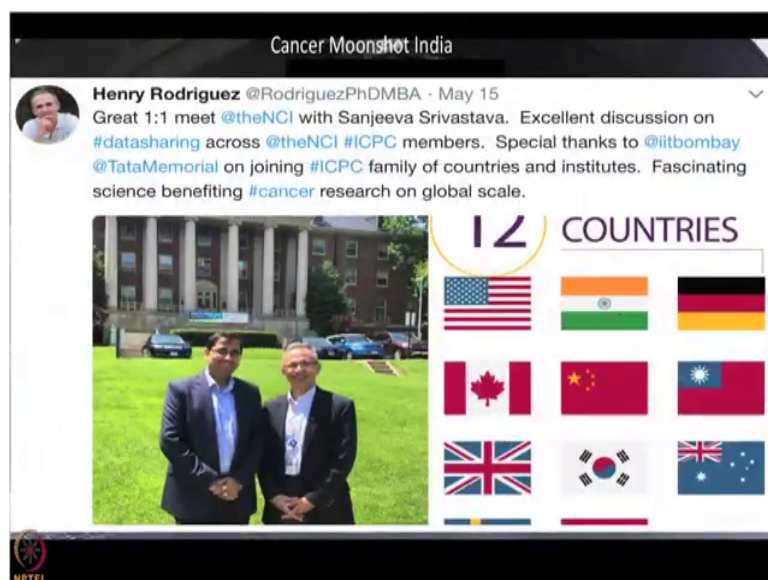 Cancer Moonshot India
Henry Rodriguez @RodriguezPhDMBA · May 15
Great 1:1 meet @theNCI with Sanjeeva Srivastava. Excellent discussion on
#datasharing across @theNCI #ICPC members. Special thanks to @iitbombay
@TataMemorial on joining #ICPC family of countries and institutes. Fascinating
science benefiting #cancer research on global scale.
12 COUNTRIES
NPTEL